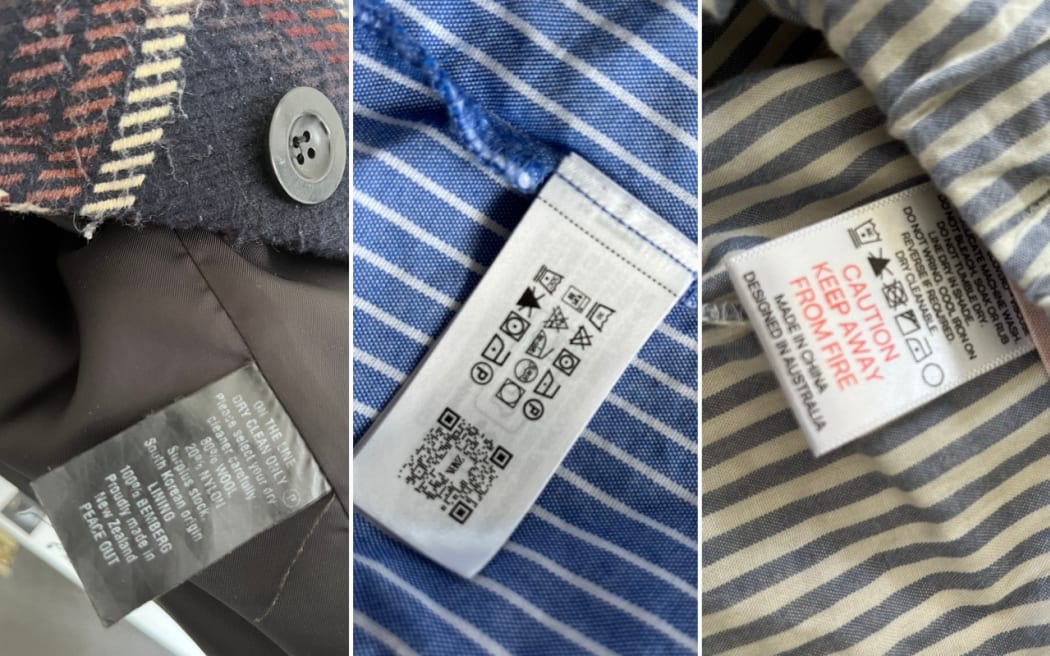 ON THE ONE
DRY CLEAN ONLY Ⓟ
Please select your dry
cleaner carefully
80% WOOL
20% NYLON
Surplus stock
South Korean origin
LINING
100% BEMBERG
Proudly made in
New Zealand
PEACE OUT
MACHINE WASH
DO NOT BLEACH, SOAK OR RUB
DO NOT TUMBLE DRY.
LINE DRY IN SHADE.
DO NOT WRING. COOL IRON ON
REVERSE IF REQUIRED.
DRY CLEANABLE.
CAUTION
KEEP AWAY
FROM FIRE
MADE IN CHINA
DESIGNED IN AUSTRALIA